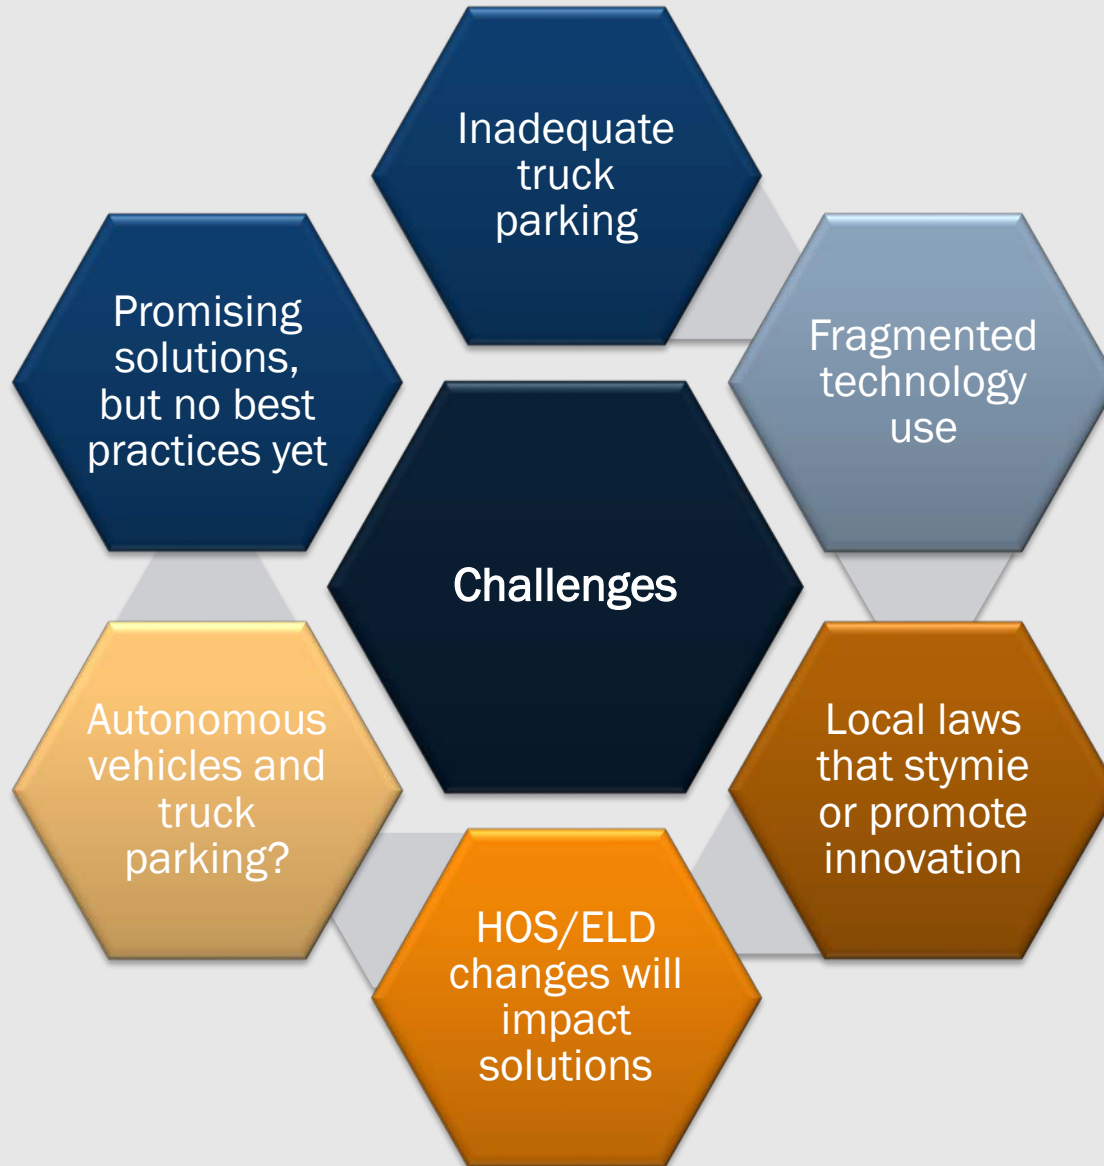 Inadequate
truck
parking
Fragmented
technology
use
Local laws
that stymie
or promote
innovation
HOS/ELD
changes will
impact
solutions
Autonomous
vehicles and
truck
parking?
Promising
solutions,
but no best
practices yet
Challenges